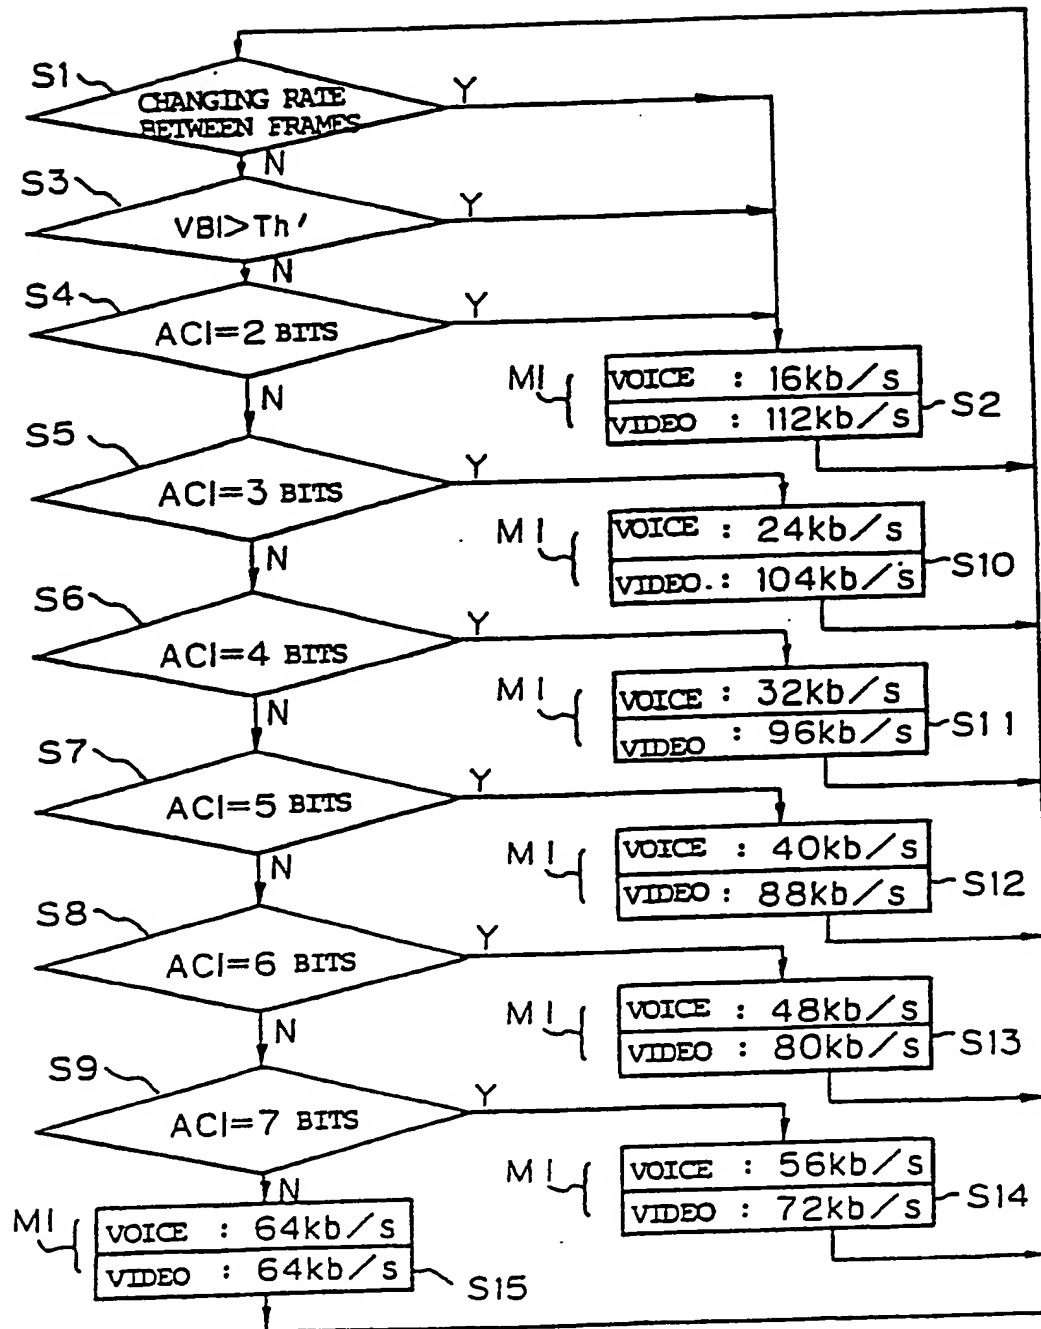 S1
CHANGING RATE
BETWEEN FRAMES
Y
N
S3
VBI>Th'
Y
N
S4
ACI=2 BITS
Y
N
MI
VOICE : 16kb/s
VIDEO : 112kb/s
S2
S5
ACI=3 BITS
Y
N
MI
VOICE : 24kb/s
VIDEO : 104kb/s
S10
S6
ACI=4 BITS
Y
N
MI
VOICE : 32kb/s
VIDEO : 96kb/s
S11
S7
ACI=5 BITS
Y
N
MI
VOICE : 40kb/s
VIDEO : 88kb/s
S12
S8
ACI=6 BITS
Y
N
MI
VOICE : 48kb/s
VIDEO : 80kb/s
S13
S9
ACI=7 BITS
Y
N
MI
VOICE : 56kb/s
VIDEO : 72kb/s
S14
MI
VOICE : 64kb/s
VIDEO : 64kb/s
S15